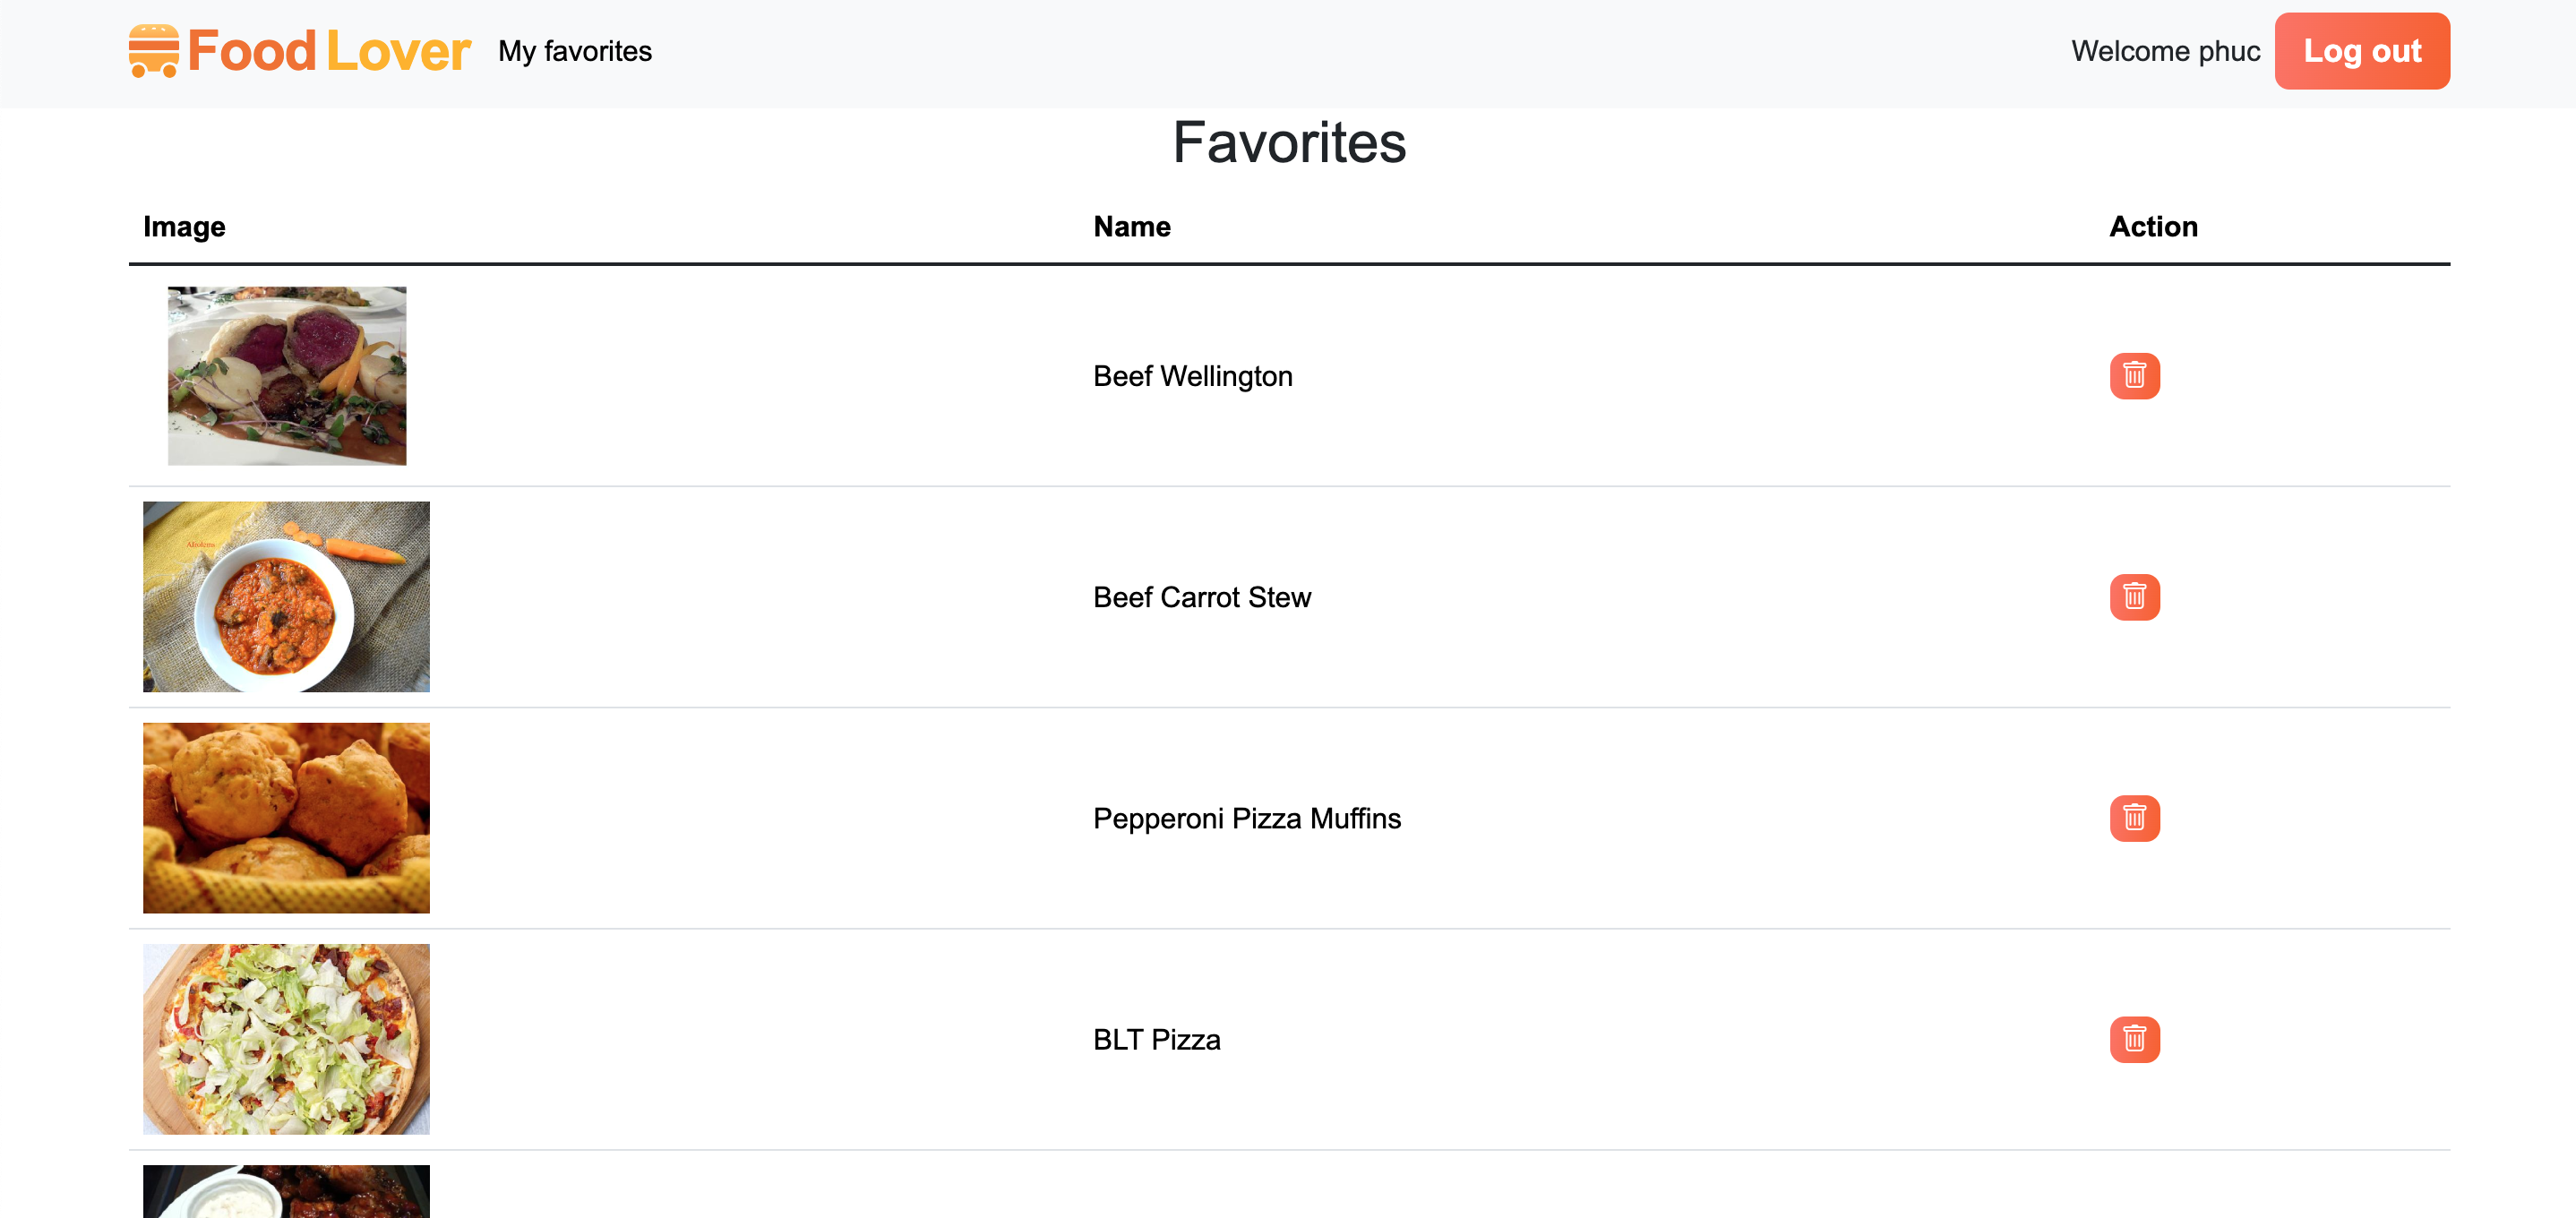 Food Lover My favorites Welcome phuc Log out
Favorites
Image Name Action
Beef Wellington
Beef Carrot Stew
Pepperoni Pizza Muffins
BLT Pizza